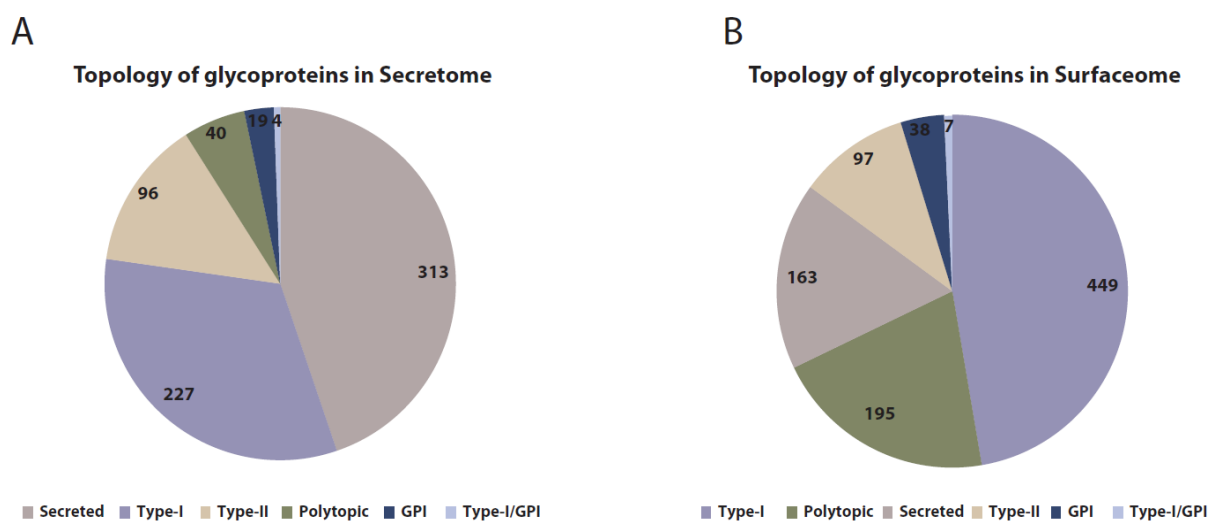 A
Topology of glycoproteins in Secretome
40
19
4
96
313
227
Secreted Type-I Type-II Polytopic GPI Type-I/GPI
B
Topology of glycoproteins in Surfaceome
38
7
97
163
449
195
Type-I Polytopic Secreted Type-II GPI Type-I/GPI